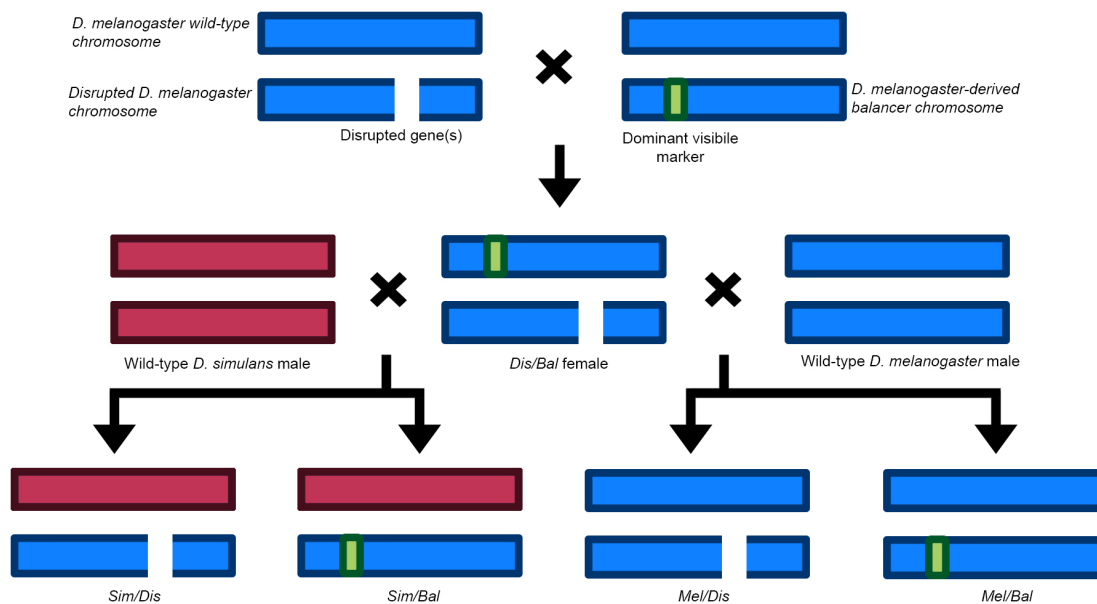 D. melanogaster wild-type
chromosome
Disrupted D. melanogaster
chromosome
Disrupted gene(s)
Dominant visibile
marker
D. melanogaster-derived
balancer chromosome
Wild-type D. simulans male
Dis/Bal female
Wild-type D. melanogaster male
Sim/Dis
Sim/Bal
Mel/Dis
Mel/Bal